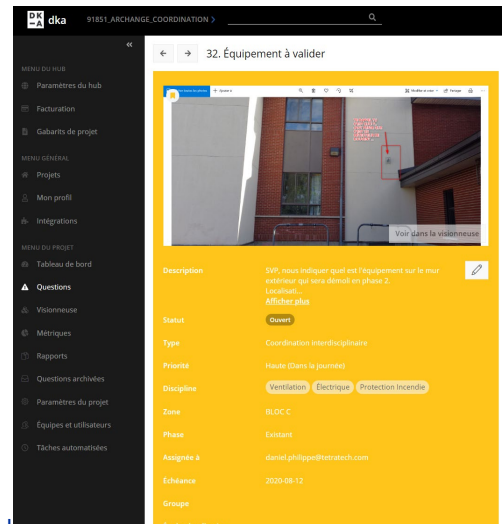 DK
-A dka
91851_ARCHANGE_COORDINATION >
«
← → 32. Équipement à valider
MENU DU HUB
Paramètres du hub
Facturation
Gabarits de projet
MENU GÉNÉRAL
Projets
Mon profil
Intégrations
MENU DU PROJET
Tableau de bord
Questions
Visionneuse
Métriques
Rapports
Questions archivées
Paramètres du projet
Équipes et utilisateurs
Tâches automatisées
Voir dans la visionneuse
Description
SVP, nous indiquer quel est l'équipement sur le mur
extérieur qui sera démoli en phase 2.
Localisati...
Afficher plus
Statut Ouvert
Type Coordination interdisciplinaire
Priorité Haute (Dans la journée)
Discipline Ventilation Électrique Protection Incendie
Zone BLOC C
Phase Existant
Assignée à daniel.philippe@tetratech.com
Échéance 2020-08-12
Groupe